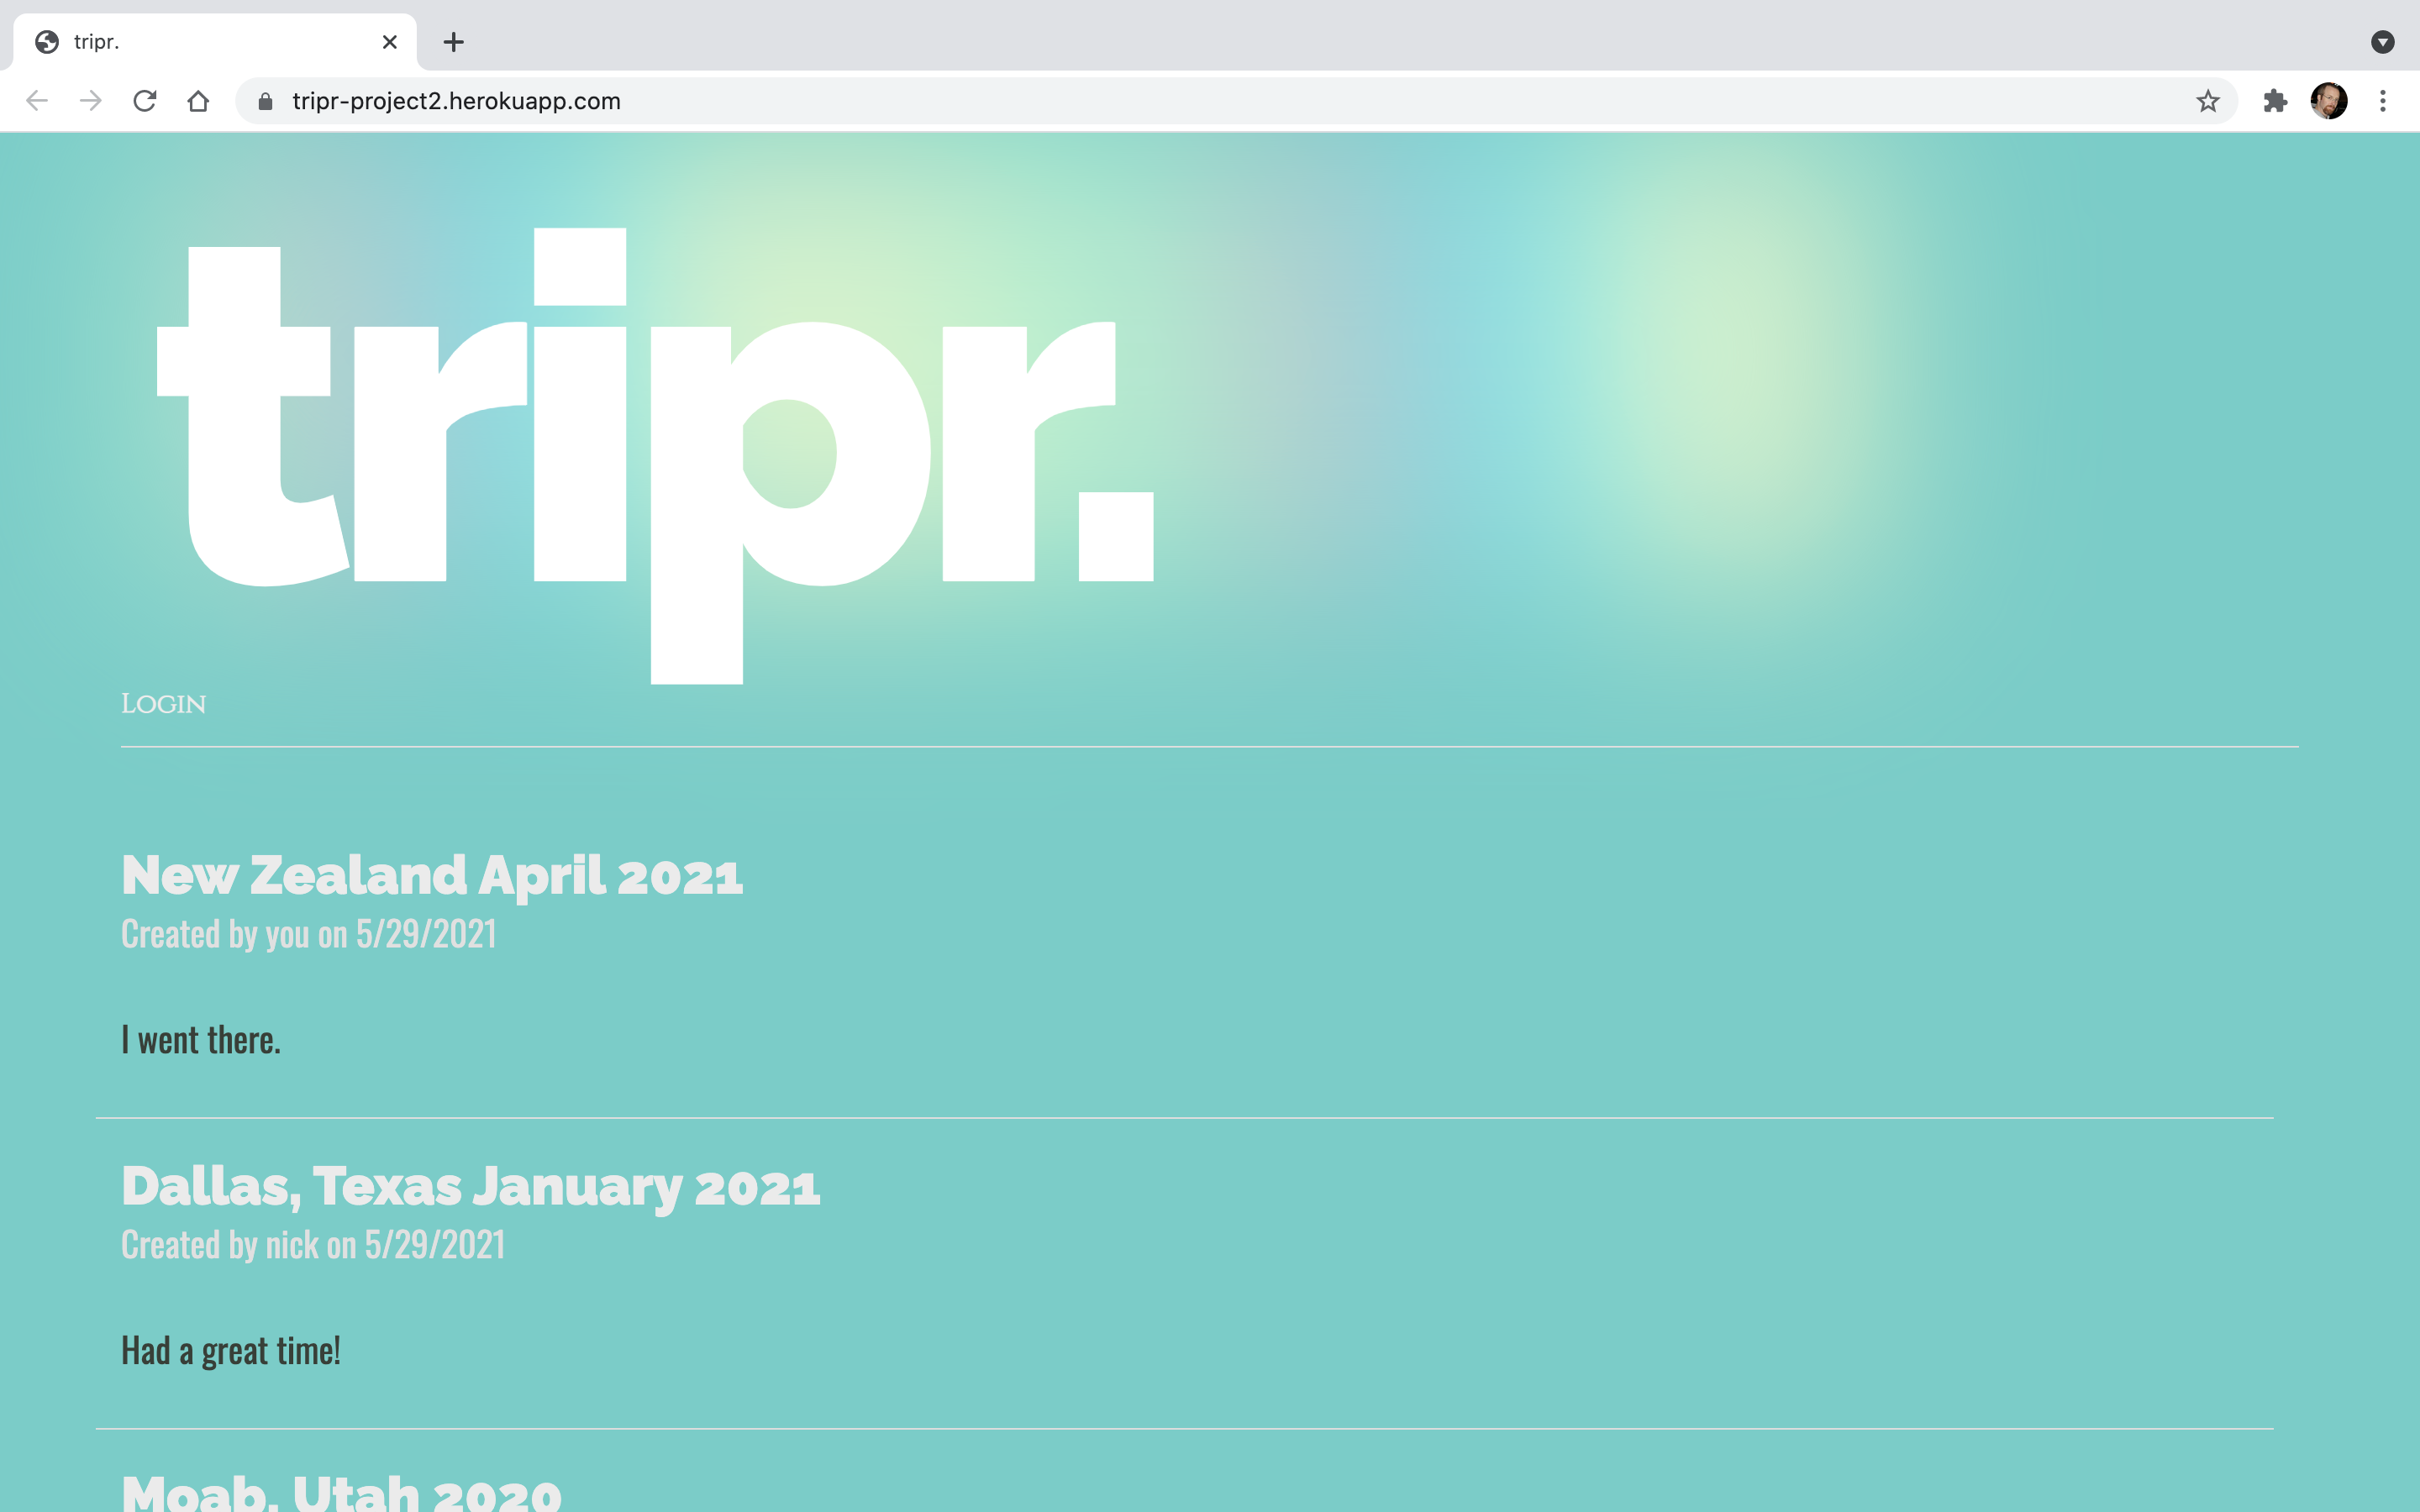 tripr.
tripr-project2.herokuapp.com
tripr.
Login
New Zealand April 2021
Created by you on 5/29/2021
I went there.
Dallas, Texas January 2021
Created by nick on 5/29/2021
Had a great time!
Moab, Utah 2020